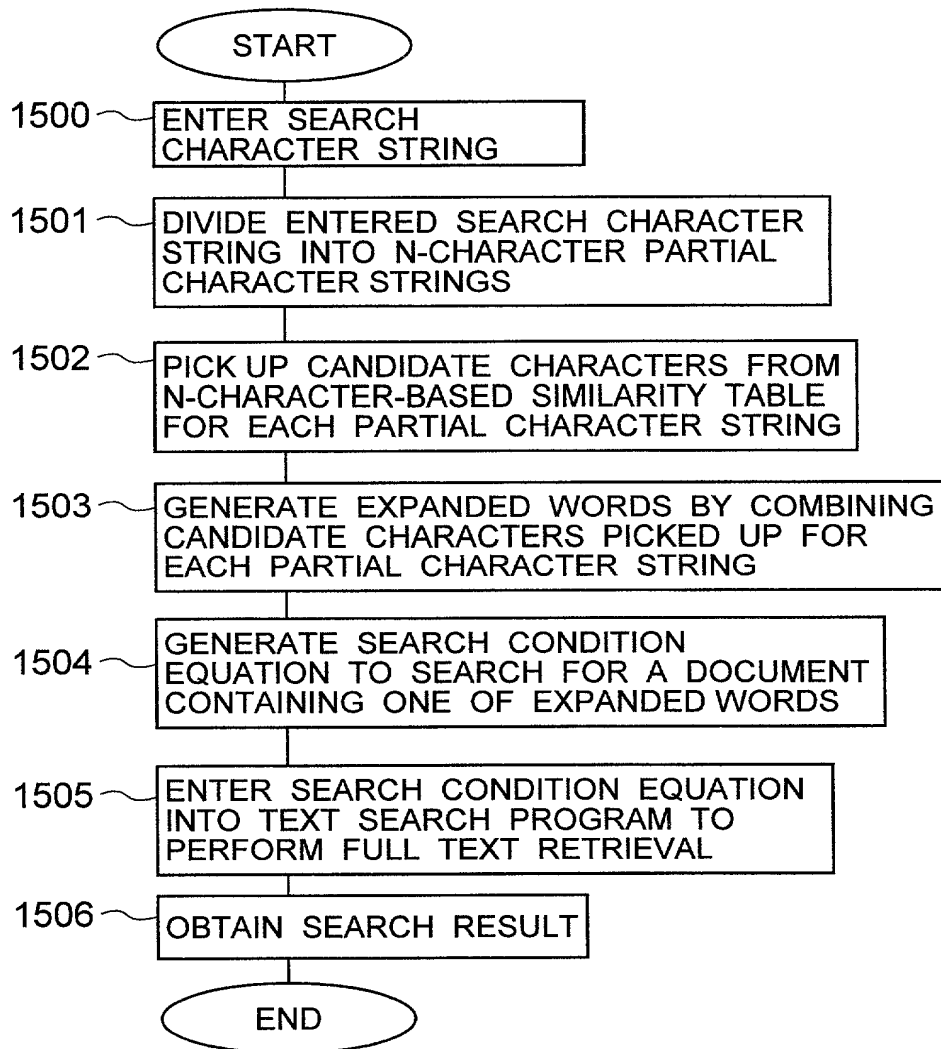 START
1500
ENTER SEARCH
CHARACTER STRING
1501
DIVIDE ENTERED SEARCH CHARACTER
STRING INTO N-CHARACTER PARTIAL
CHARACTER STRINGS
1502
PICK UP CANDIDATE CHARACTERS FROM
N-CHARACTER-BASED SIMILARITY TABLE
FOR EACH PARTIAL CHARACTER STRING
1503
GENERATE EXPANDED WORDS BY COMBINING
CANDIDATE CHARACTERS PICKED UP FOR
EACH PARTIAL CHARACTER STRING
1504
GENERATE SEARCH CONDITION
EQUATION TO SEARCH FOR A DOCUMENT
CONTAINING ONE OF EXPANDED WORDS
1505
ENTER SEARCH CONDITION EQUATION
INTO TEXT SEARCH PROGRAM TO
PERFORM FULL TEXT RETRIEVAL
1506
OBTAIN SEARCH RESULT
END